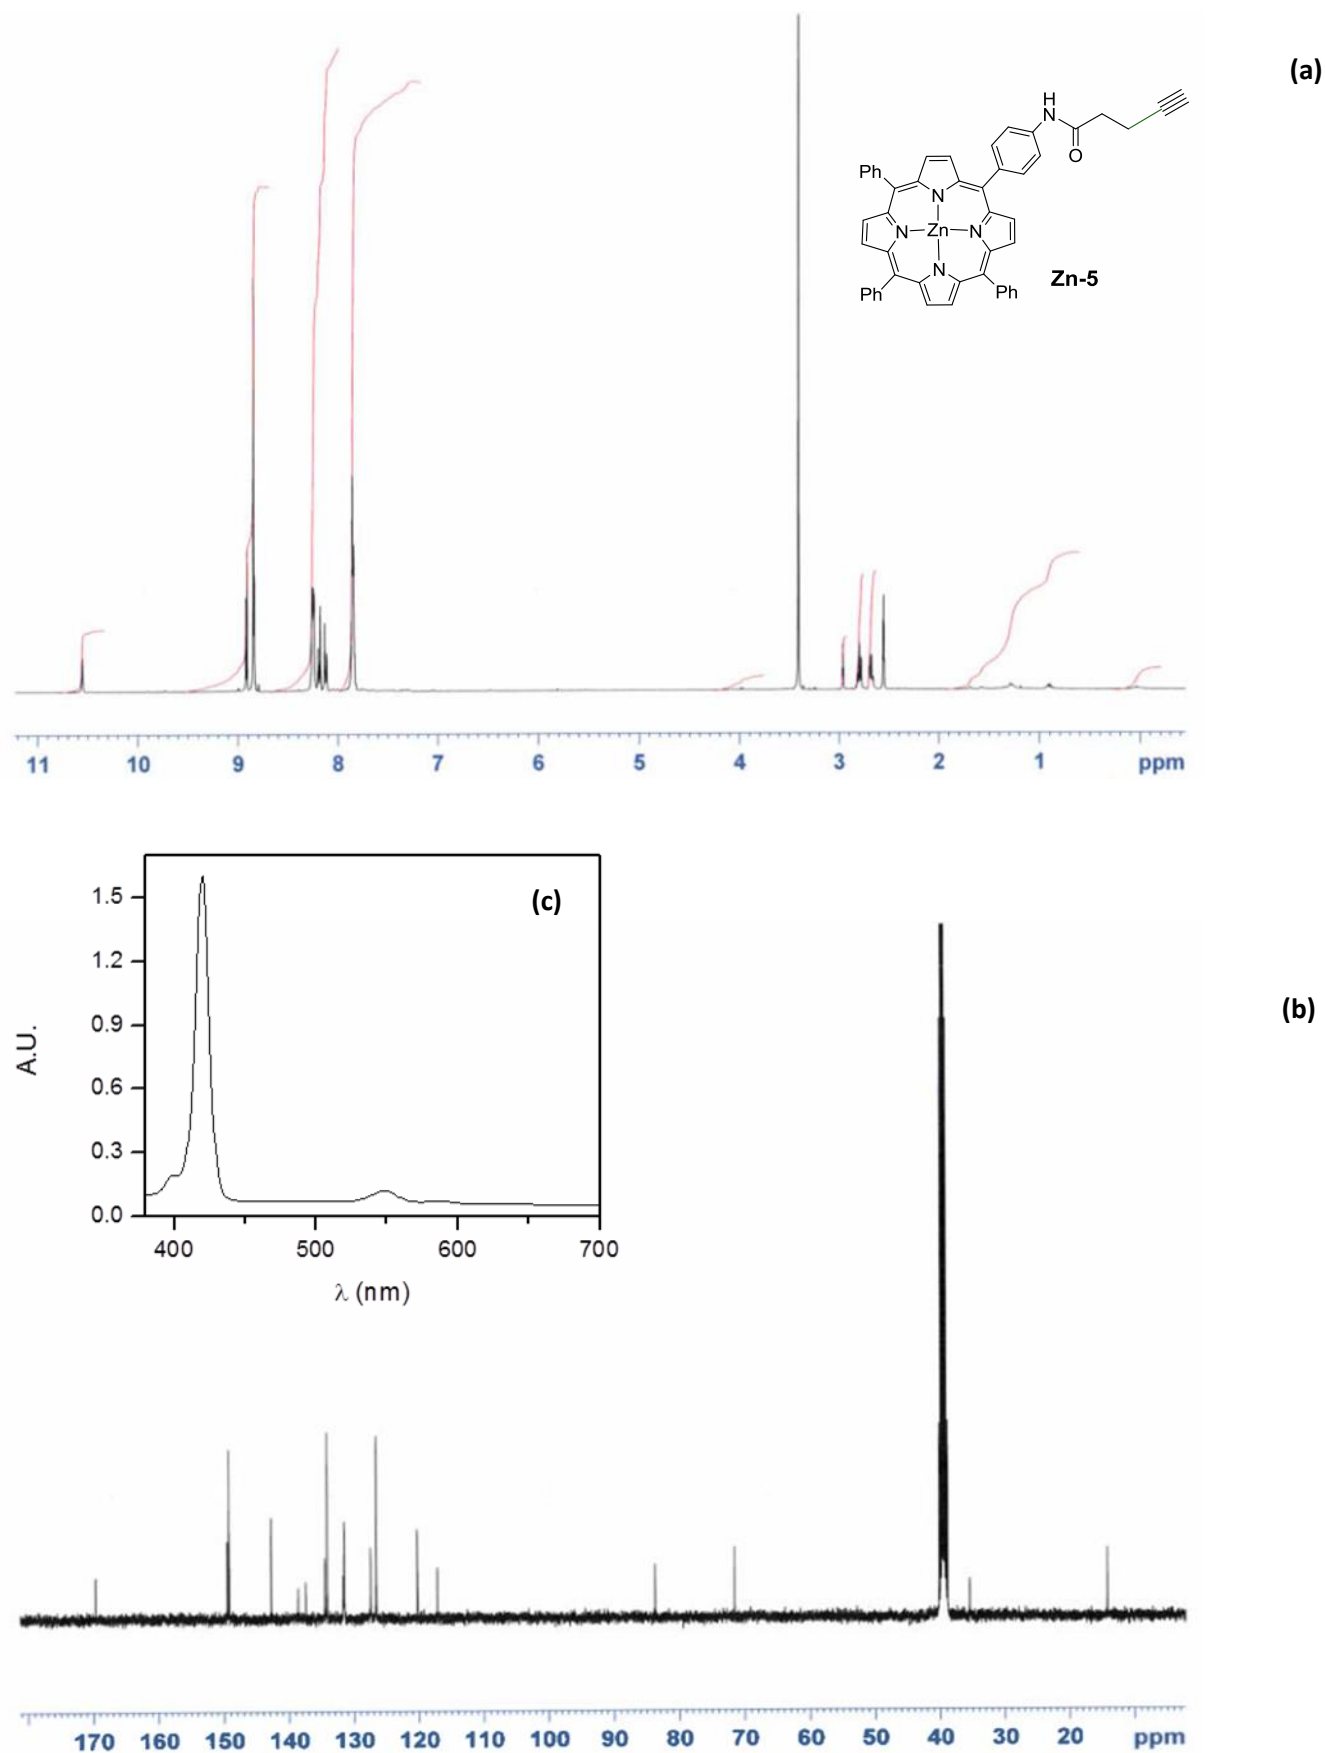 (a)
H
N
O
Ph
N
N
Zn
N
N
Ph
Ph
Zn-5
11 10 9 8 7 6 5 4 3 2 1 ppm
(c)
1.5
1.2
0.9
0.6
0.3
0.0
A.U.
400 500 600 700
λ (nm)
(b)
170 160 150 140 130 120 110 100 90 80 70 60 50 40 30 20 ppm